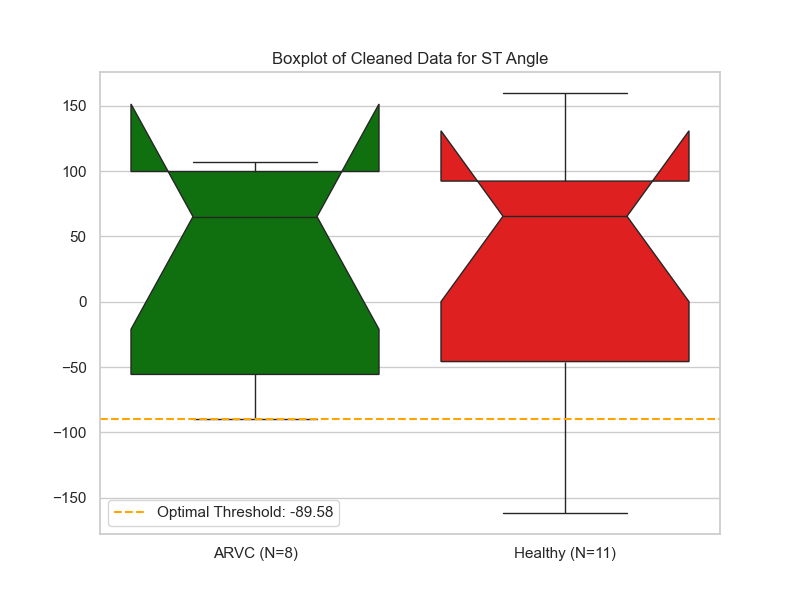 Boxplot of Cleaned Data for ST Angle
150
100
50
0
−50
−100
−150
Optimal Threshold: -89.58
ARVC (N=8)
Healthy (N=11)